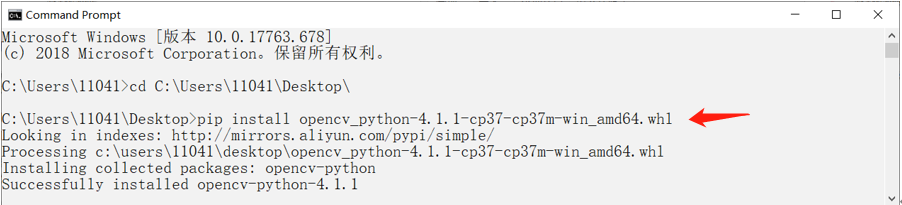 Command Prompt
Microsoft Windows [版本 10.0.17763.678]
(c) 2018 Microsoft Corporation。保留所有权利。
C:\Users\11041>cd C:\Users\11041\Desktop\
C:\Users\11041\Desktop>pip install opencv_python-4.1.1-cp37-cp37m-win_amd64.whl
Looking in indexes: http://mirrors.aliyun.com/pypi/simple/
Processing c:\users\11041\desktop\opencv_python-4.1.1-cp37-cp37m-win_amd64.whl
Installing collected packages: opencv-python
Successfully installed opencv-python-4.1.1